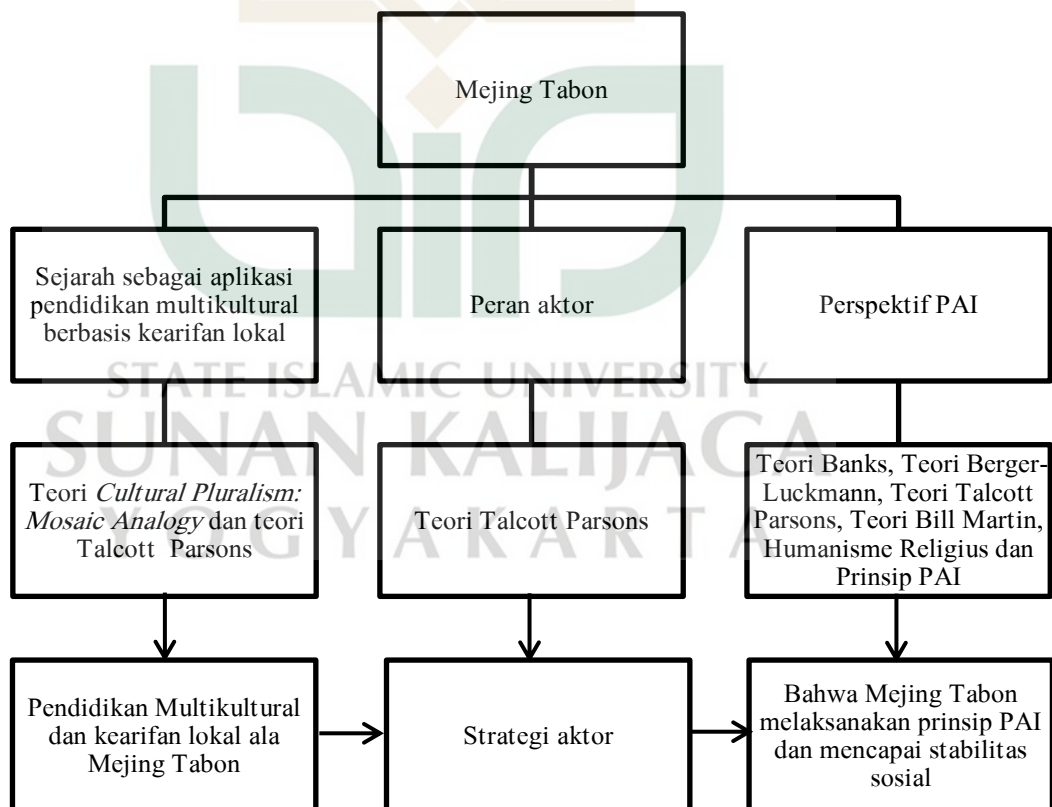 Mejing Tabon
Sejarah sebagai aplikasi
pendidikan multikultural
berbasis kearifan lokal
Peran aktor
Perspektif PAI
STATE ISLAMIC UNIVERSITY
SUNAN KALIJAGA
YOGYAKARTA
Teori Cultural Pluralism:
Mosaic Analogy dan teori
Talcott Parsons
Teori Talcott Parsons
Teori Banks, Teori Berger-
Luckmann, Teori Talcott
Parsons, Teori Bill Martin,
Humanisme Religius dan
Prinsip PAI
Pendidikan Multikultural
dan kearifan lokal ala
Mejing Tabon
Strategi aktor
Bahwa Mejing Tabon
melaksanakan prinsip PAI
dan mencapai stabilitas
sosial